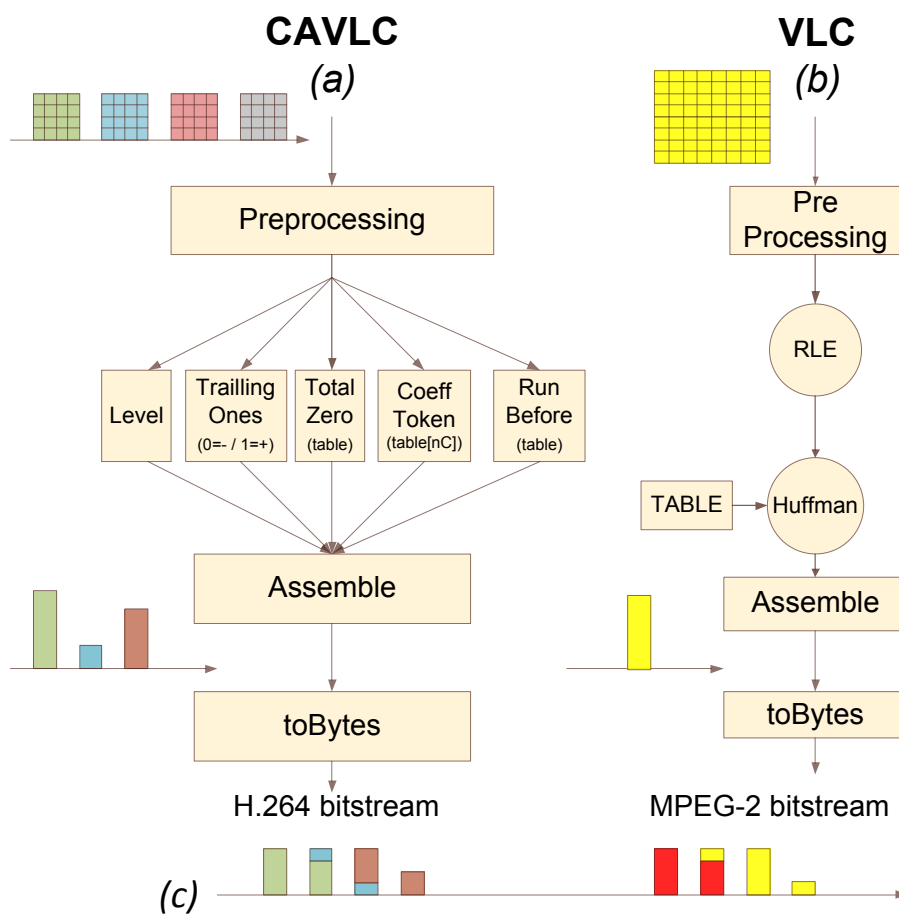 CAVLC
(a)
Preprocessing
Level
Trailling
Ones
(0=- / 1=+)
Total
Zero
(table)
Coeff
Token
(table[nC])
Run
Before
(table)
Assemble
toBytes
H.264 bitstream
VLC
(b)
Pre
Processing
RLE
TABLE
Huffman
Assemble
toBytes
MPEG-2 bitstream
(c)